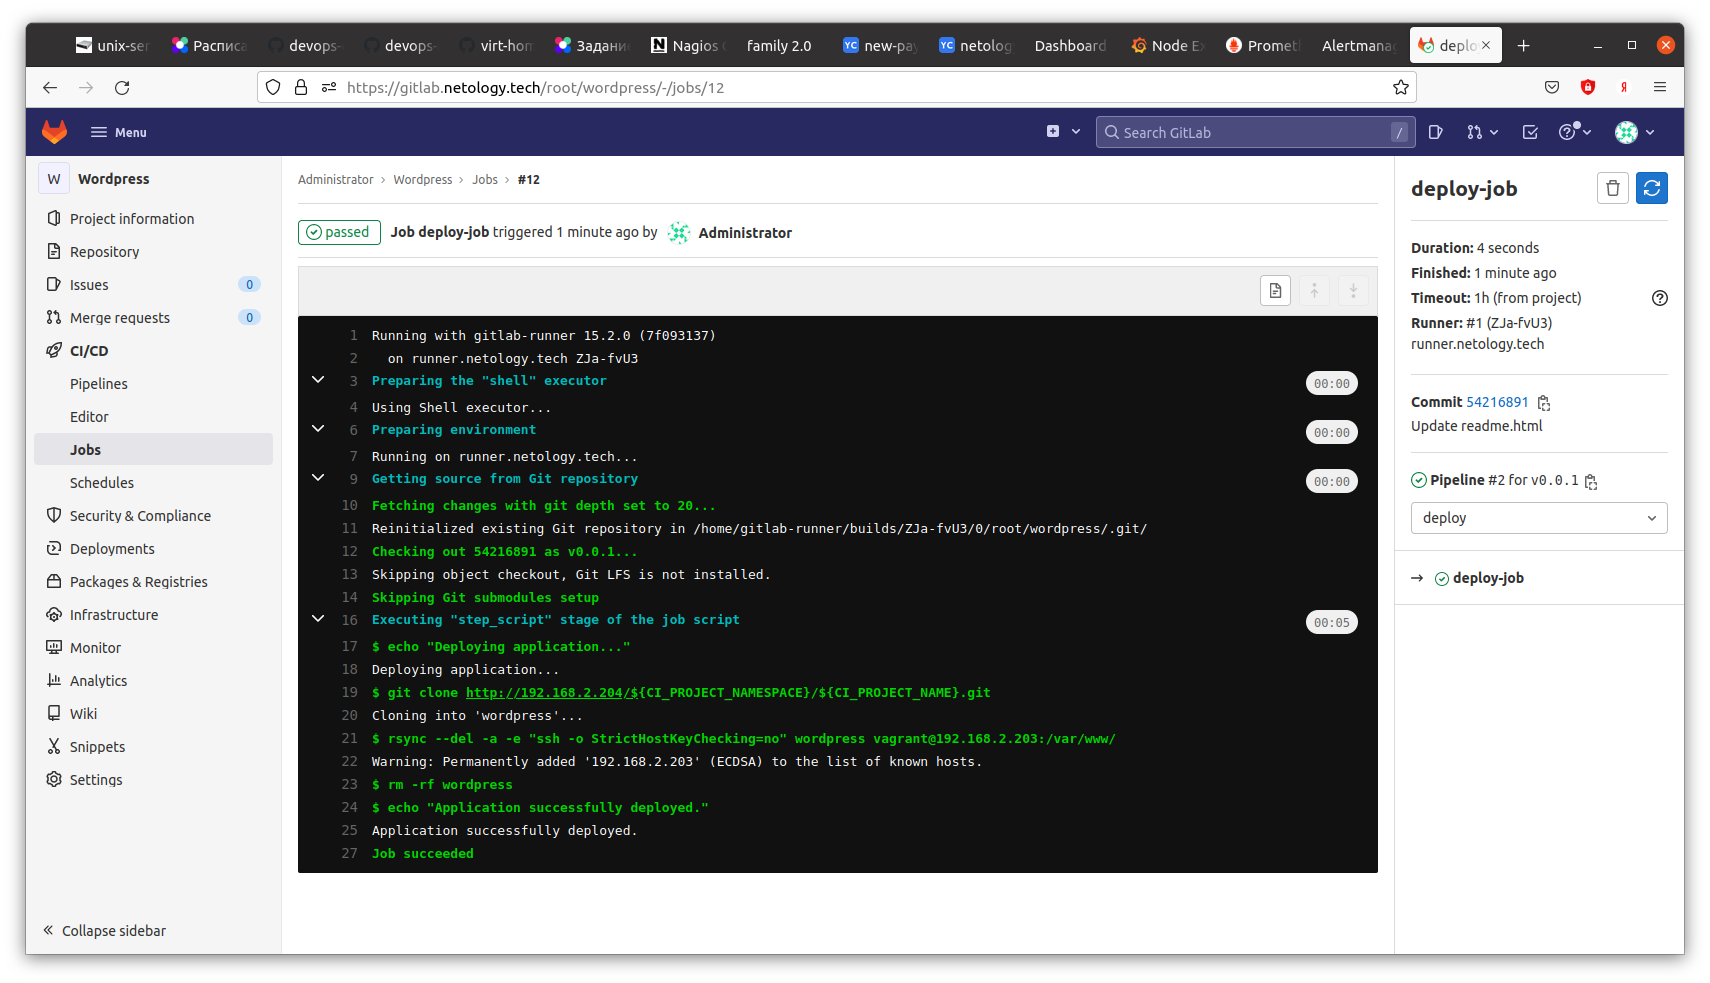 unix-ser
Расписа
devops-
devops-
virt-hom
Задани
Nagios
family 2.0
YC new-pa
YC netolog
Dashboard
Node Ex
Promet
Alertmana
deplo
https://gitlab.netology.tech/root/wordpress/-/jobs/12
Я
Menu
Search GitLab
/
W Wordpress
Project information
Repository
Issues 0
Merge requests 0
CI/CD
Pipelines
Editor
Jobs
Schedules
Security & Compliance
Deployments
Packages & Registries
Infrastructure
Monitor
Analytics
Wiki
Snippets
Settings
Collapse sidebar
Administrator › Wordpress › Jobs › #12
passed Job deploy-job triggered 1 minute ago by Administrator
1 Running with gitlab-runner 15.2.0 (7f093137)
2 on runner.netology.tech ZJa-fvU3
3 Preparing the "shell" executor 00:00
4 Using Shell executor...
6 Preparing environment 00:00
7 Running on runner.netology.tech...
9 Getting source from Git repository 00:00
10 Fetching changes with git depth set to 20...
11 Reinitialized existing Git repository in /home/gitlab-runner/builds/ZJa-fvU3/0/root/wordpress/.git/
12 Checking out 54216891 as v0.0.1...
13 Skipping object checkout, Git LFS is not installed.
14 Skipping Git submodules setup
16 Executing "step_script" stage of the job script 00:05
17 $ echo "Deploying application..."
18 Deploying application...
19 $ git clone http://192.168.2.204/${CI_PROJECT_NAMESPACE}/${CI_PROJECT_NAME}.git
20 Cloning into 'wordpress'...
21 $ rsync --del -a -e "ssh -o StrictHostKeyChecking=no" wordpress vagrant@192.168.2.203:/var/www/
22 Warning: Permanently added '192.168.2.203' (ECDSA) to the list of known hosts.
23 $ rm -rf wordpress
24 $ echo "Application successfully deployed."
25 Application successfully deployed.
27 Job succeeded
deploy-job
Duration: 4 seconds
Finished: 1 minute ago
Timeout: 1h (from project)
Runner: #1 (ZJa-fvU3)
runner.netology.tech
Commit 54216891
Update readme.html
Pipeline #2 for v0.0.1
deploy
→ deploy-job